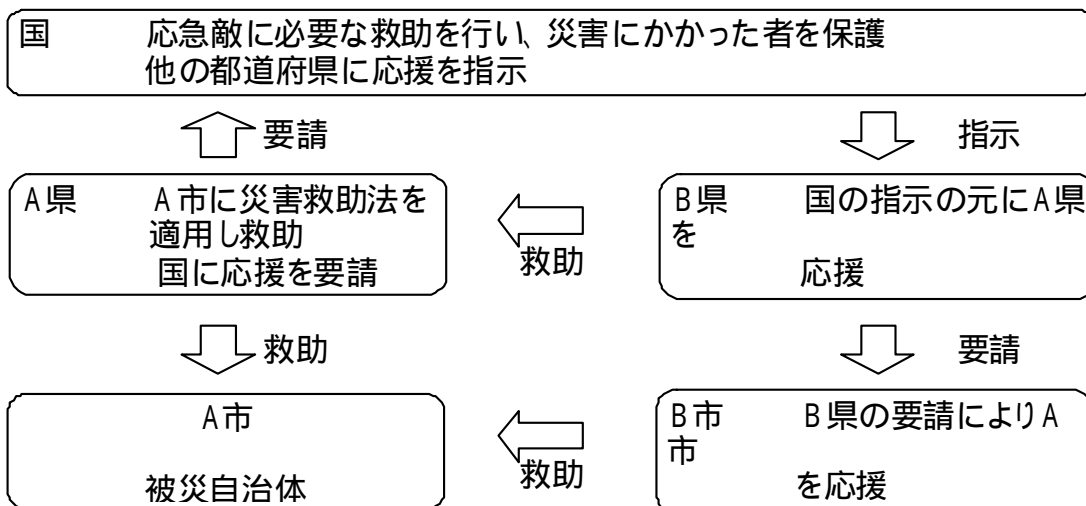 国　応急敵に必要な救助を行い、災害にかかった者を保護
他の都道府県に応援を指示
要請
指示
A県　A市に災害救助法を
適用し救助
国に応援を要請
救助
B県　国の指示の元にA県
を
応援
救助
要請
A市
被災自治体
救助
B市　B県の要請によりA
市
を応援